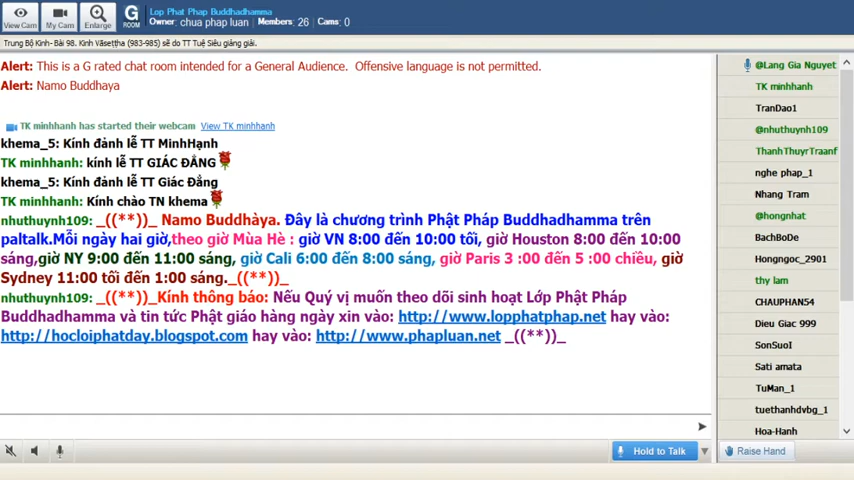 View Cam
My Cam
Enlarge
G
ROOM
Lop Phat Phap Buddhadhamma
Owner: chua phap luan Members: 26 Cams: 0
Trung Bộ Kinh- Bài 98. Kinh Vāseṭṭha (983-985) sẽ do TT Tuệ Siêu giảng giải.
Alert: This is a G rated chat room intended for a General Audience. Offensive language is not permitted.
Alert: Namo Buddhaya
TK minhhanh has started their webcam View TK minhhanh
khema_5: Kính đảnh lễ TT MinhHạnh
TK minhhanh: kính lễ TT GIÁC ĐẲNG
khema_5: Kính đảnh lễ TT Giác Đẳng
TK minhhanh: Kính chào TN khema
nhuthuynh109: _((**))_ Namo Buddhàya. Đây là chương trình Phật Pháp Buddhadhamma trên
paltalk.Mỗi ngày hai giờ,theo giờ Mùa Hè : giờ VN 8:00 đến 10:00 tối, giờ Houston 8:00 đến 10:00
sáng,giờ NY 9:00 đến 11:00 sáng, giờ Cali 6:00 đến 8:00 sáng, giờ Paris 3 :00 đến 5 :00 chiều, giờ
Sydney 11:00 tối đến 1:00 sáng._((**))_
nhuthuynh109: _((**))_Kính thông báo: Nếu Quý vị muốn theo dõi sinh hoạt Lớp Phật Pháp
Buddhadhamma và tin tức Phật giáo hàng ngày xin vào: http://www.lopphatphap.net hay vào:
http://hocloiphatday.blogspot.com hay vào: http://www.phapluan.net _((**))_
@Lang Gia Nguyet
TK minhhanh
TranDao1
@nhuthuynh109
ThanhThuyrTraanf
nghe phap_1
Nhang Tram
@hongnhat
BachBoDe
Hongngoc_2901
thy lam
CHAUPHAN54
Dieu Giac 999
SonSuoI
Sati amata
TuMan_1
tuethanhdvbg_1
Hoa-Hanh
Hold to Talk
Raise Hand